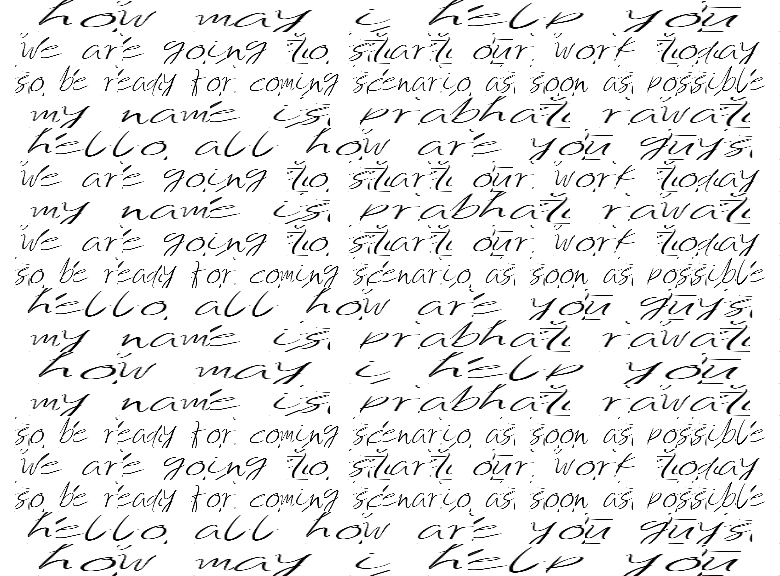 how may i help you
we are going to start our work today
so be ready for coming scenario as soon as possible
my name is prabhat rawat
hello all how are you guys
we are going to start our work today
my name is prabhat rawat
we are going to start our work today
so be ready for coming scenario as soon as possible
hello all how are you guys
my name is prabhat rawat
how may i help you
my name is prabhat rawat
so be ready for coming scenario as soon as possible
we are going to start our work today
so be ready for coming scenario as soon as possible
hello all how are you guys
how may i help you